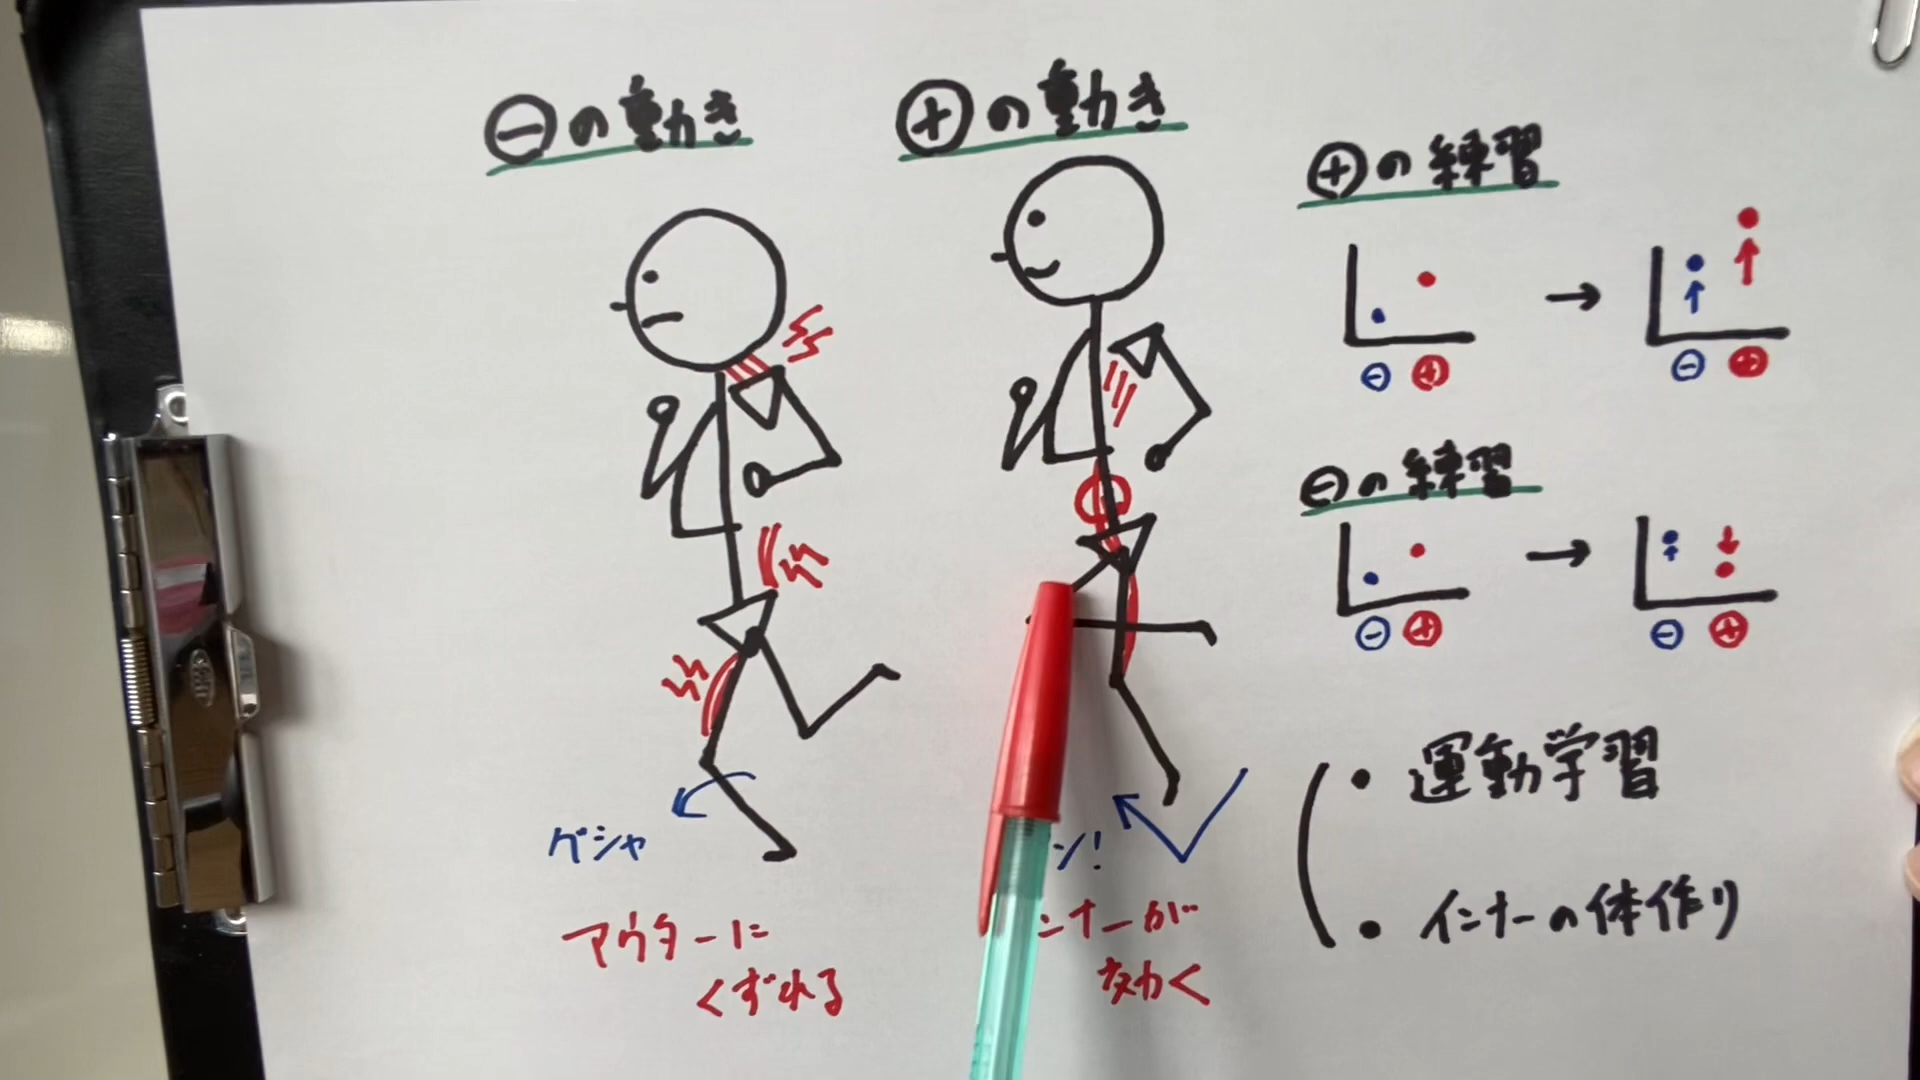 ⊖の動き
⊕の動き
グシャ
アウターに
くずれる
ン!
ンナーが
効く
⊕の練習
⊖ ⊕
→
⊖ ⊕
⊖の練習
⊖ ⊕
→
⊖ ⊕
・運動学習
・インナーの体作り